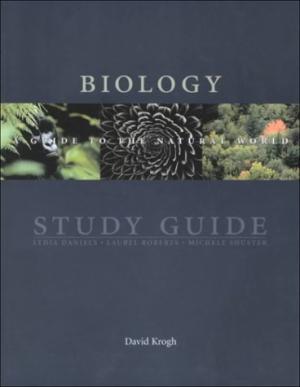 BIOLOGY
A GUIDE TO THE NATURAL WORLD
STUDY GUIDE
LYDIA DANIELS • LAUREL ROBERTS • MICHELE SHUSTER
David Krogh